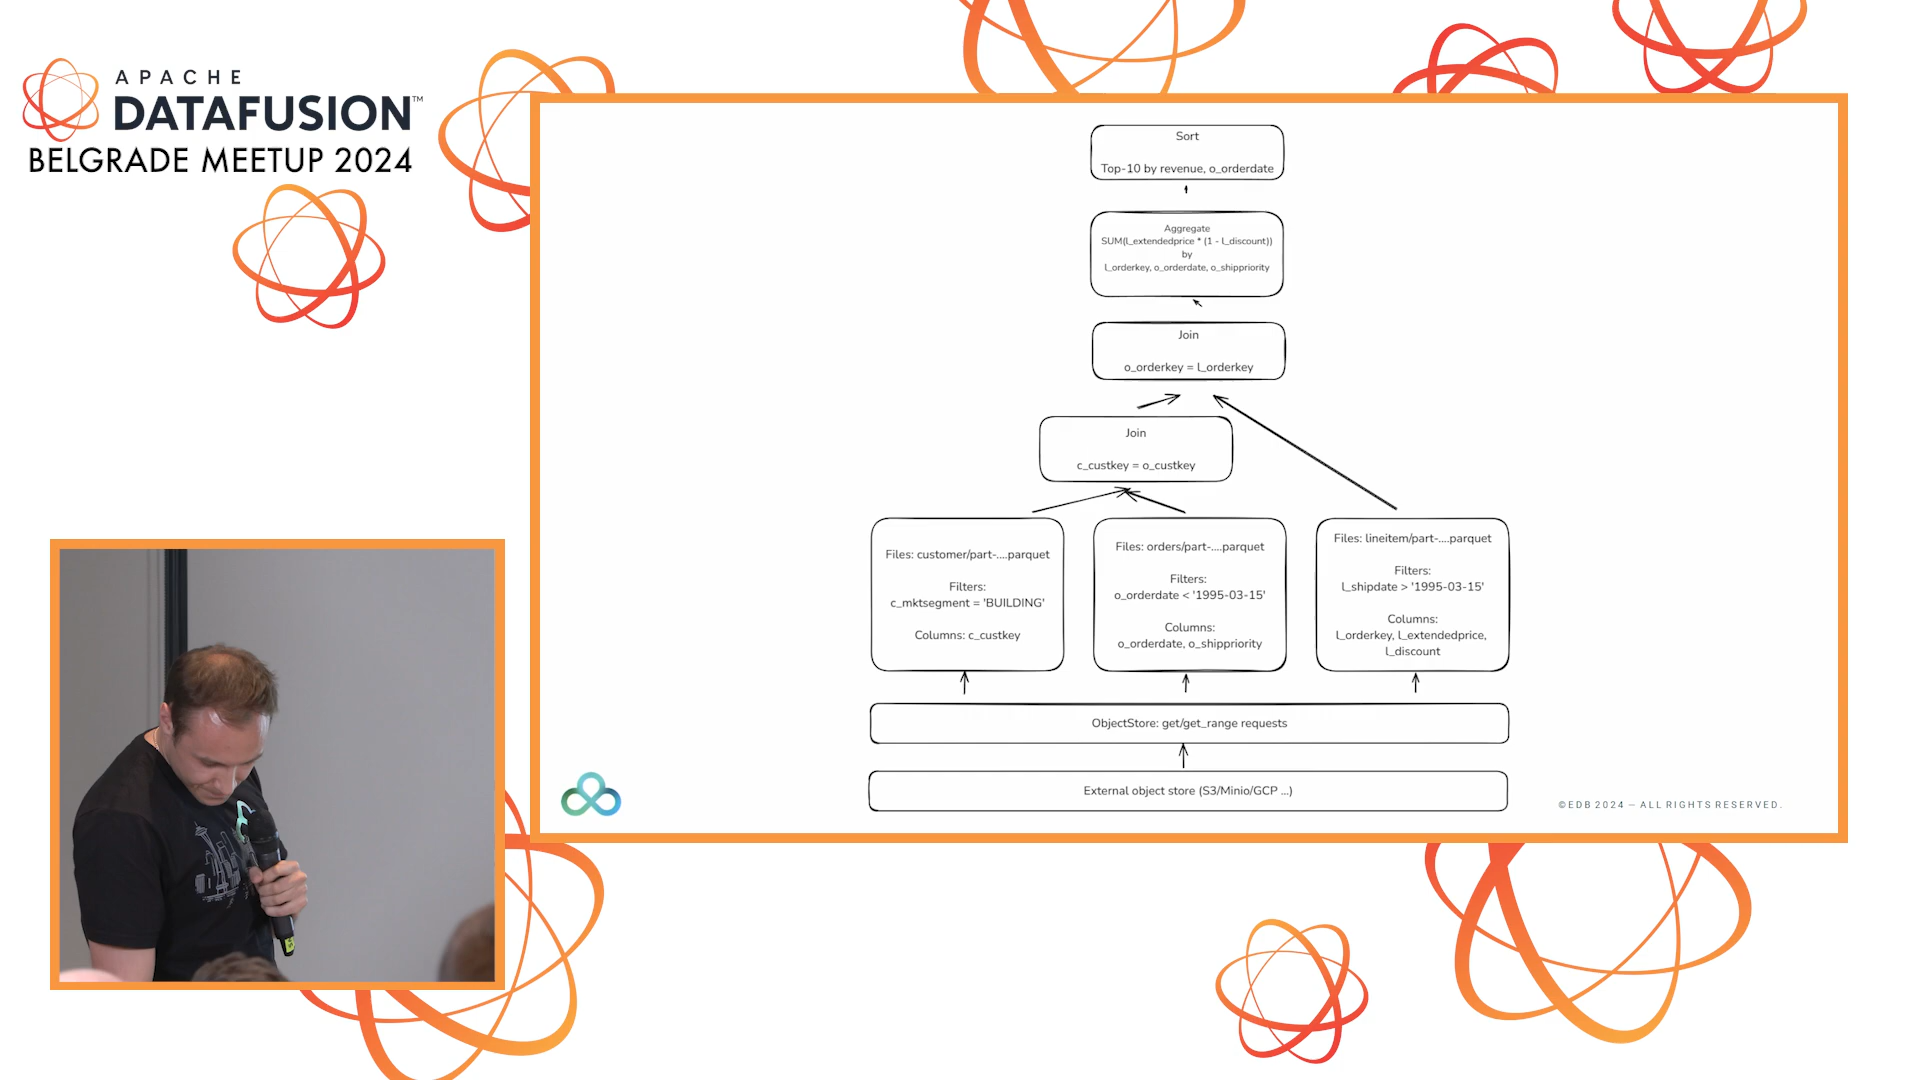 APACHE
DATAFUSION™
BELGRADE MEETUP 2024
Sort
Top-10 by revenue, o_orderdate
Aggregate
SUM(l_extendedprice * (1 - l_discount))
by
l_orderkey, o_orderdate, o_shippriority
Join
o_orderkey = l_orderkey
Join
c_custkey = o_custkey
Files: customer/part-....parquet
Filters:
c_mktsegment = 'BUILDING'
Columns: c_custkey
Files: orders/part-....parquet
Filters:
o_orderdate < '1995-03-15'
Columns:
o_orderdate, o_shippriority
Files: lineitem/part-....parquet
Filters:
l_shipdate > '1995-03-15'
Columns:
l_orderkey, l_extendedprice,
l_discount
ObjectStore: get/get_range requests
External object store (S3/Minio/GCP ...)
©EDB 2024 — ALL RIGHTS RESERVED.